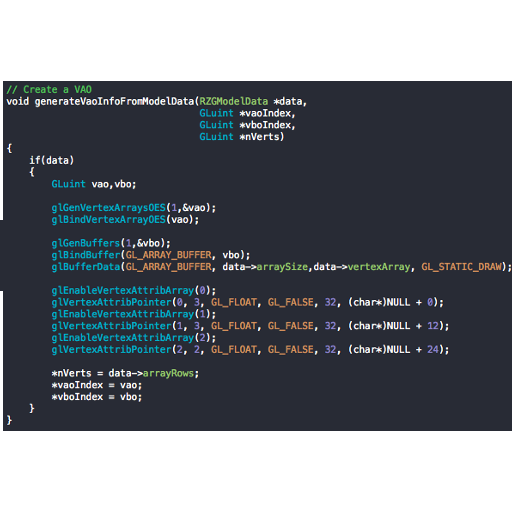 // Create a VAO
void generateVaoInfoFromModelData(RZGModelData *data,
GLuint *vaoIndex,
GLuint *vboIndex,
GLuint *nVerts)
{
if(data)
{
GLuint vao,vbo;
glGenVertexArraysOES(1,&vao);
glBindVertexArrayOES(vao);
glGenBuffers(1,&vbo);
glBindBuffer(GL_ARRAY_BUFFER, vbo);
glBufferData(GL_ARRAY_BUFFER, data->arraySize,data->vertexArray, GL_STATIC_DRAW);
glEnableVertexAttribArray(0);
glVertexAttribPointer(0, 3, GL_FLOAT, GL_FALSE, 32, (char*)NULL + 0);
glEnableVertexAttribArray(1);
glVertexAttribPointer(1, 3, GL_FLOAT, GL_FALSE, 32, (char*)NULL + 12);
glEnableVertexAttribArray(2);
glVertexAttribPointer(2, 2, GL_FLOAT, GL_FALSE, 32, (char*)NULL + 24);
*nVerts = data->arrayRows;
*vaoIndex = vao;
*vboIndex = vbo;
}
}